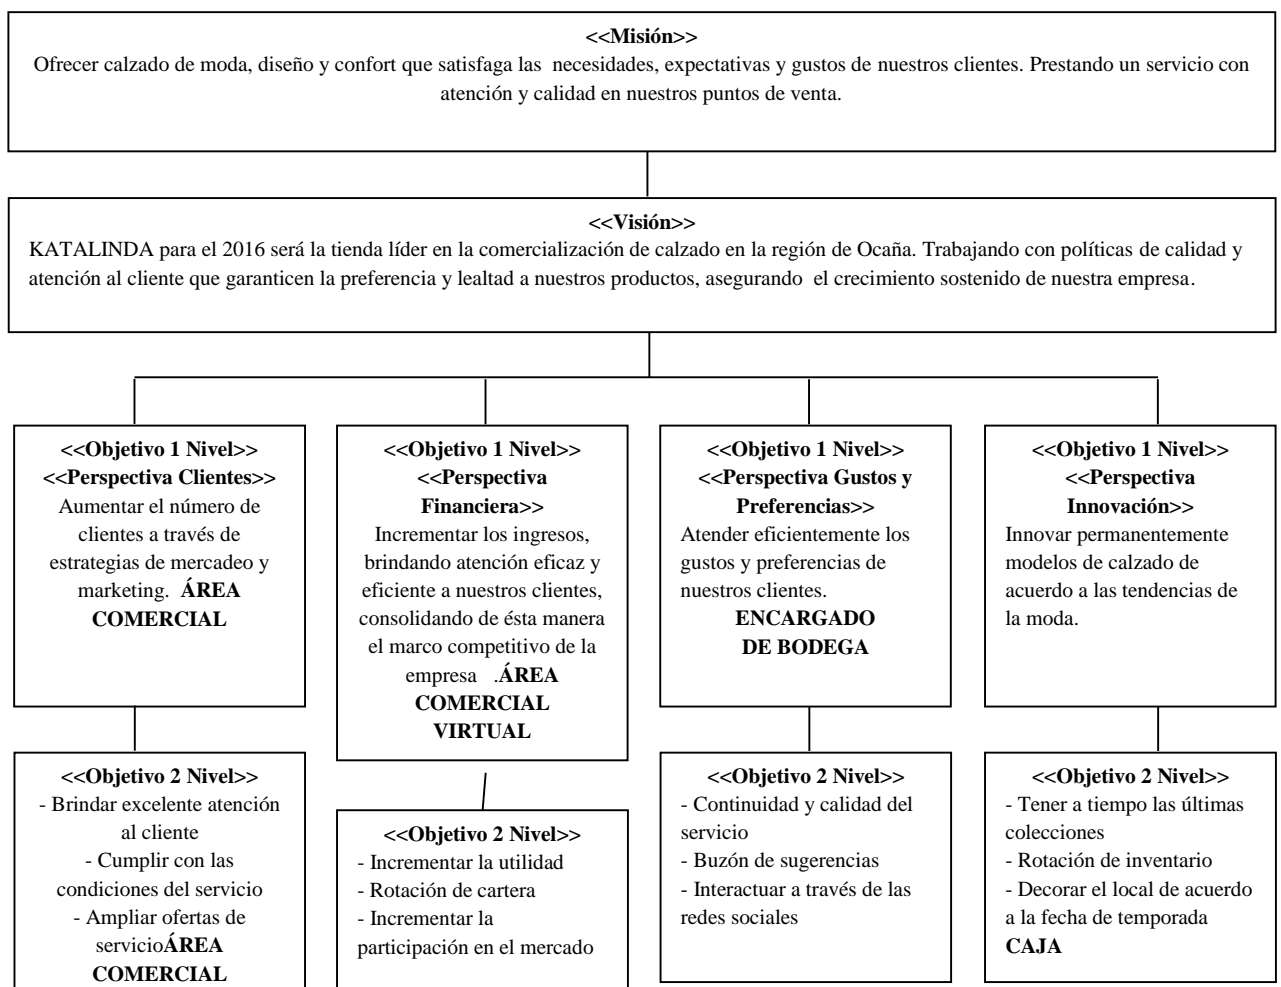 <<Misión>>
Ofrecer calzado de moda, diseño y confort que satisfaga las necesidades, expectativas y gustos de nuestros clientes. Prestando un servicio con
atención y calidad en nuestros puntos de venta.
<<Visión>>
KATALINDA para el 2016 será la tienda líder en la comercialización de calzado en la región de Ocaña. Trabajando con políticas de calidad y
atención al cliente que garanticen la preferencia y lealtad a nuestros productos, asegurando el crecimiento sostenido de nuestra empresa.
<<Objetivo 1 Nivel>>
<<Perspectiva Clientes>>
Aumentar el número de
clientes a través de
estrategias de mercadeo y
marketing. ÁREA
COMERCIAL
<<Objetivo 1 Nivel>>
<<Perspectiva
Financiera>>
Incrementar los ingresos,
brindando atención eficaz y
eficiente a nuestros clientes,
consolidando de ésta manera
el marco competitivo de la
empresa .ÁREA
COMERCIAL
VIRTUAL
<<Objetivo 1 Nivel>>
<<Perspectiva Gustos y
Preferencias>>
Atender eficientemente los
gustos y preferencias de
nuestros clientes.
ENCARGADO
DE BODEGA
<<Objetivo 1 Nivel>>
<<Perspectiva
Innovación>>
Innovar permanentemente
modelos de calzado de
acuerdo a las tendencias de
la moda.
<<Objetivo 2 Nivel>>
- Brindar excelente atención
al cliente
- Cumplir con las
condiciones del servicio
- Ampliar ofertas de
servicioÁREA
COMERCIAL
<<Objetivo 2 Nivel>>
- Incrementar la utilidad
- Rotación de cartera
- Incrementar la
participación en el mercado
<<Objetivo 2 Nivel>>
- Continuidad y calidad del
servicio
- Buzón de sugerencias
- Interactuar a través de las
redes sociales
<<Objetivo 2 Nivel>>
- Tener a tiempo las últimas
colecciones
- Rotación de inventario
- Decorar el local de acuerdo
a la fecha de temporada
CAJA